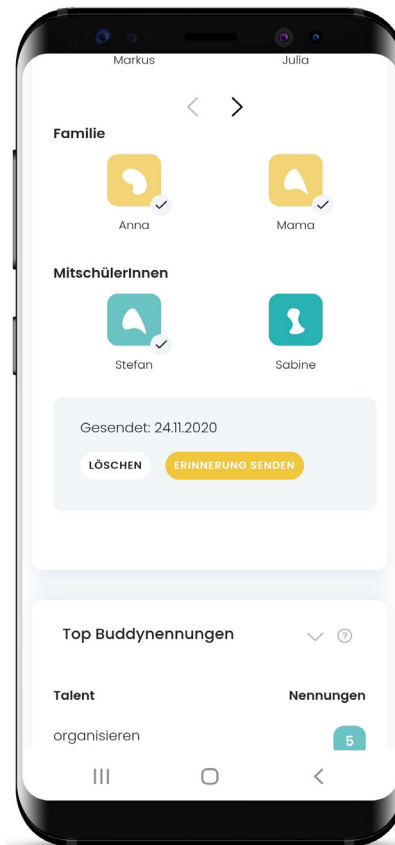 Markus Julia
Familie
Anna Mama
MitschülerInnen
Stefan Sabine
Gesendet: 24.11.2020
LÖSCHEN ERINNERUNG SENDEN
Top Buddynennungen ?
Talent Nennungen
organisieren 5